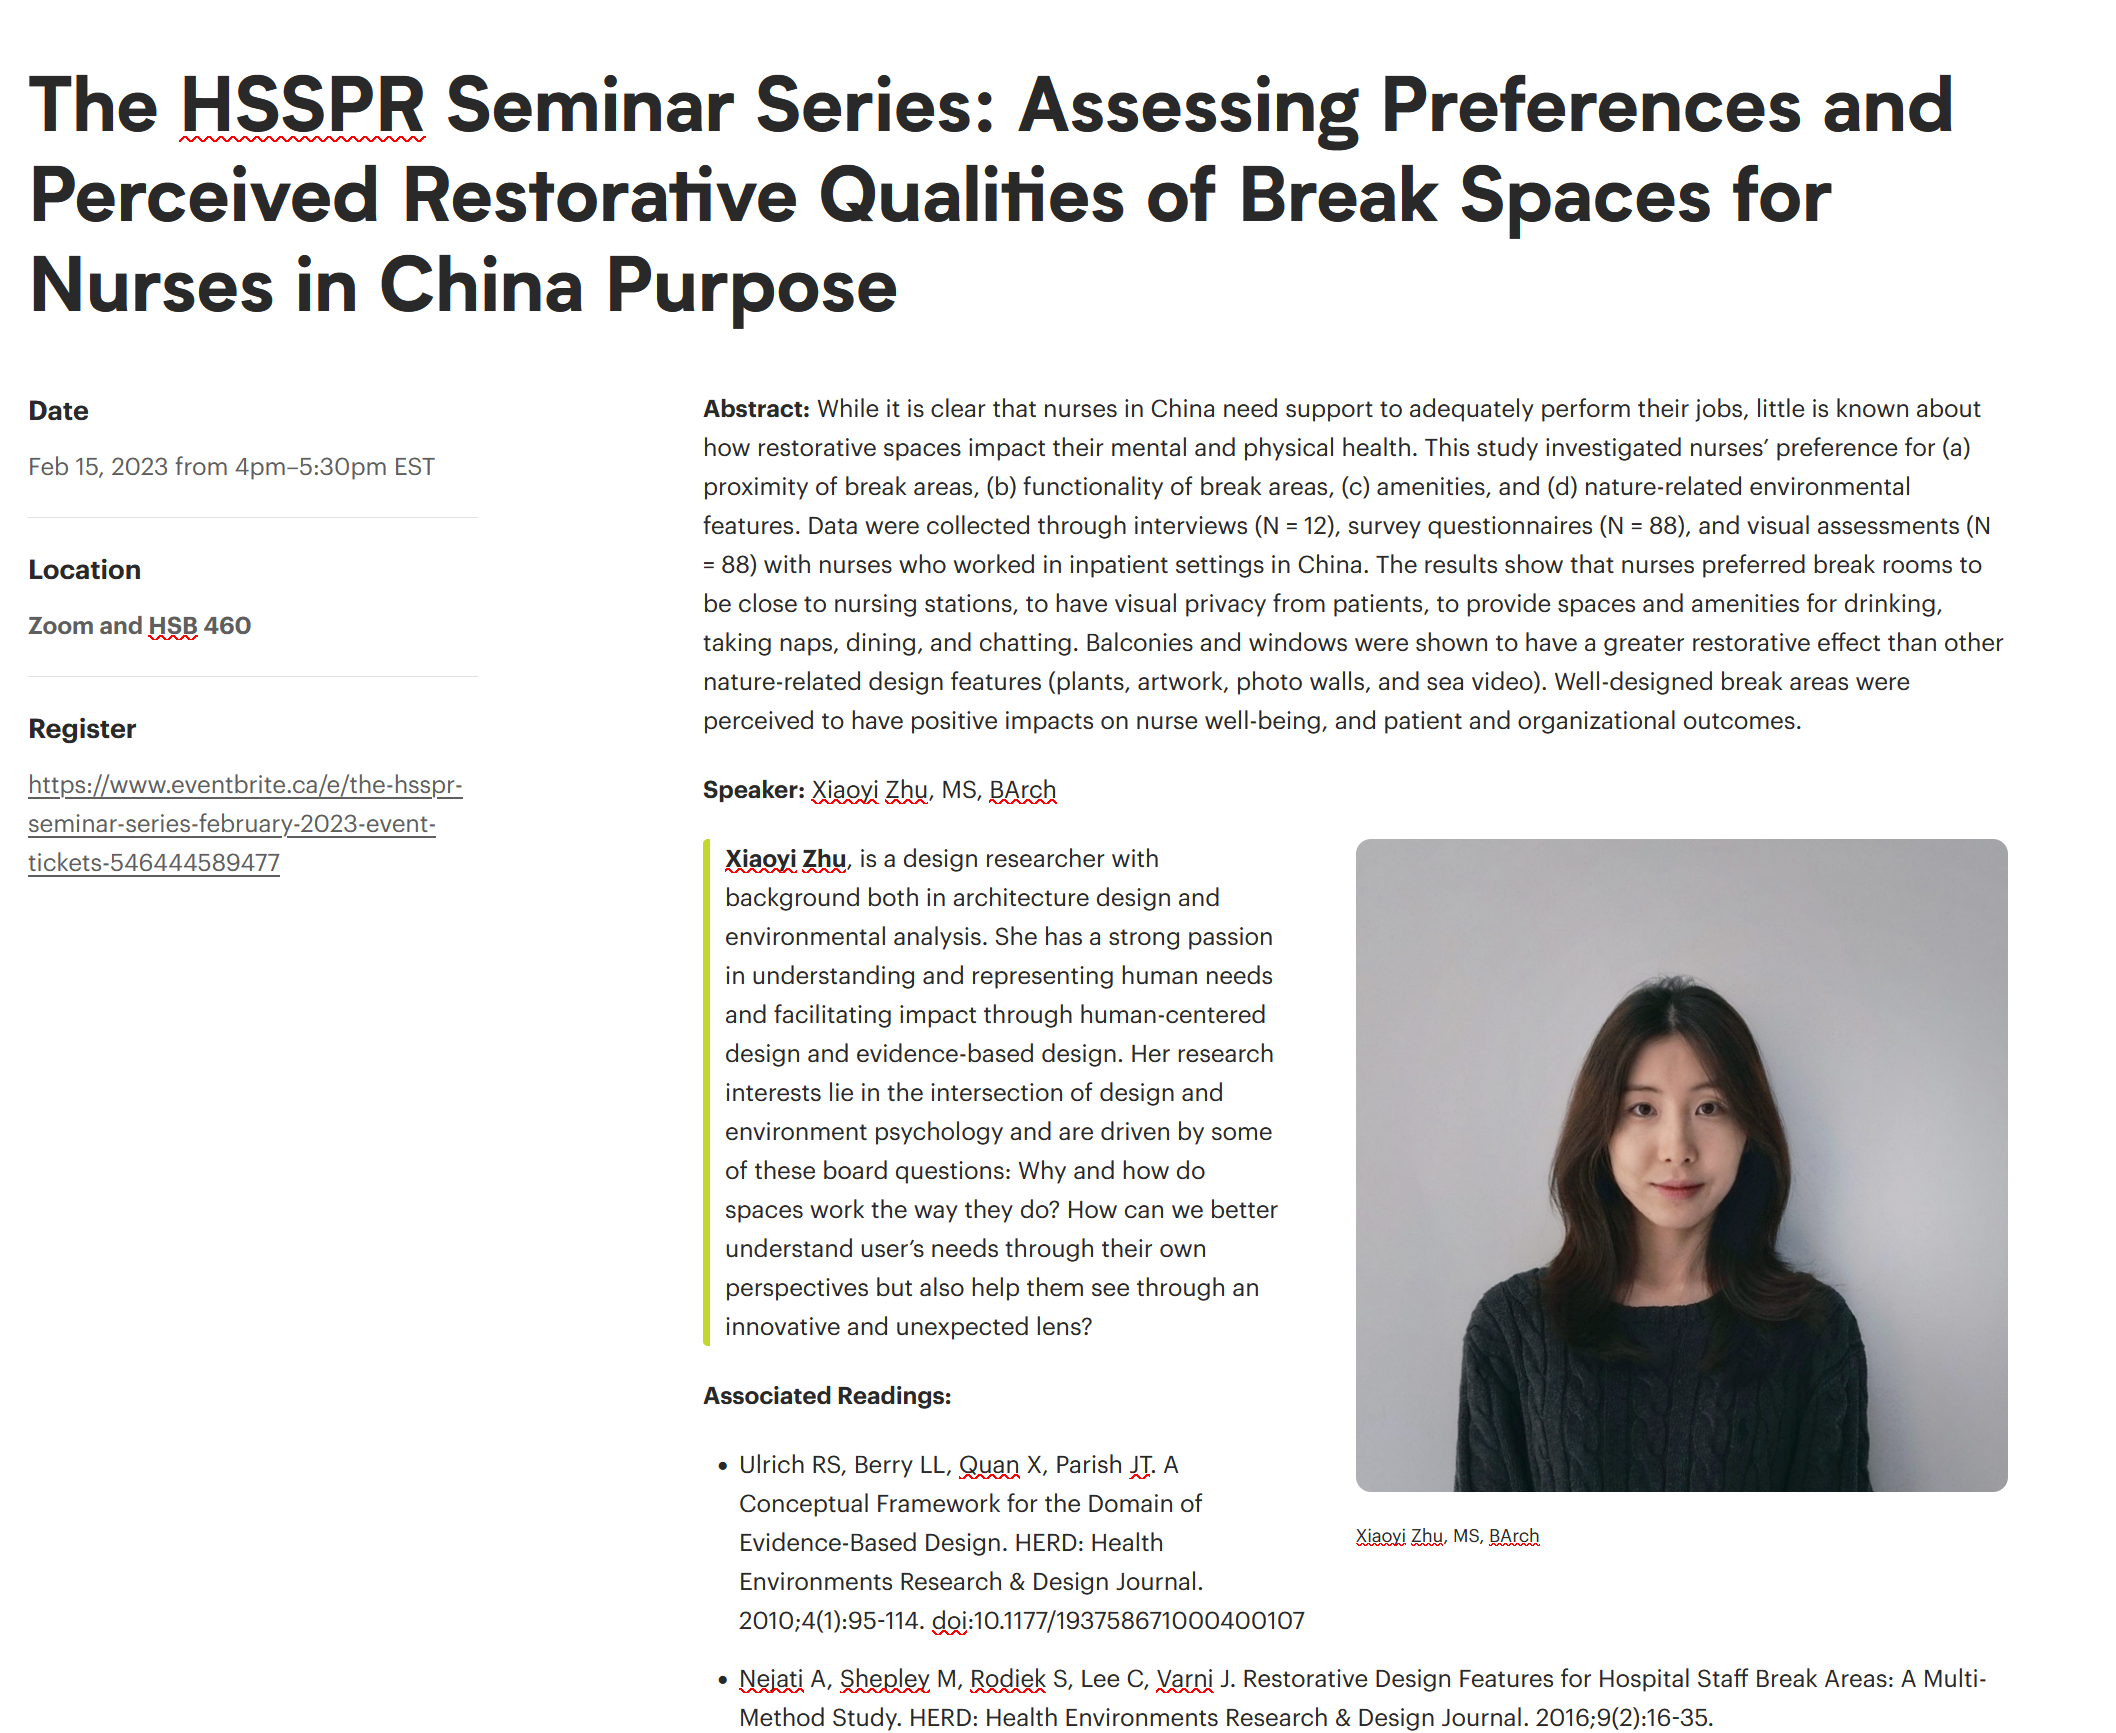 The HSSPR Seminar Series: Assessing Preferences and
Perceived Restorative Qualities of Break Spaces for
Nurses in China Purpose
Date
Feb 15, 2023 from 4pm–5:30pm EST
Location
Zoom and HSB 460
Register
https://www.eventbrite.ca/e/the-hsspr-
seminar-series-february-2023-event-
tickets-546444589477
Abstract: While it is clear that nurses in China need support to adequately perform their jobs, little is known about
how restorative spaces impact their mental and physical health. This study investigated nurses’ preference for (a)
proximity of break areas, (b) functionality of break areas, (c) amenities, and (d) nature-related environmental
features. Data were collected through interviews (N = 12), survey questionnaires (N = 88), and visual assessments (N
= 88) with nurses who worked in inpatient settings in China. The results show that nurses preferred break rooms to
be close to nursing stations, to have visual privacy from patients, to provide spaces and amenities for drinking,
taking naps, dining, and chatting. Balconies and windows were shown to have a greater restorative effect than other
nature-related design features (plants, artwork, photo walls, and sea video). Well-designed break areas were
perceived to have positive impacts on nurse well-being, and patient and organizational outcomes.
Speaker: Xiaoyi Zhu, MS, BArch
Xiaoyi Zhu, is a design researcher with
background both in architecture design and
environmental analysis. She has a strong passion
in understanding and representing human needs
and facilitating impact through human-centered
design and evidence-based design. Her research
interests lie in the intersection of design and
environment psychology and are driven by some
of these board questions: Why and how do
spaces work the way they do? How can we better
understand user’s needs through their own
perspectives but also help them see through an
innovative and unexpected lens?
Xiaoyi Zhu, MS, BArch
Associated Readings:
• Ulrich RS, Berry LL, Quan X, Parish JT. A
Conceptual Framework for the Domain of
Evidence-Based Design. HERD: Health
Environments Research & Design Journal.
2010;4(1):95-114. doi:10.1177/193758671000400107
• Nejati A, Shepley M, Rodiek S, Lee C, Varni J. Restorative Design Features for Hospital Staff Break Areas: A Multi-
Method Study. HERD: Health Environments Research & Design Journal. 2016;9(2):16-35.